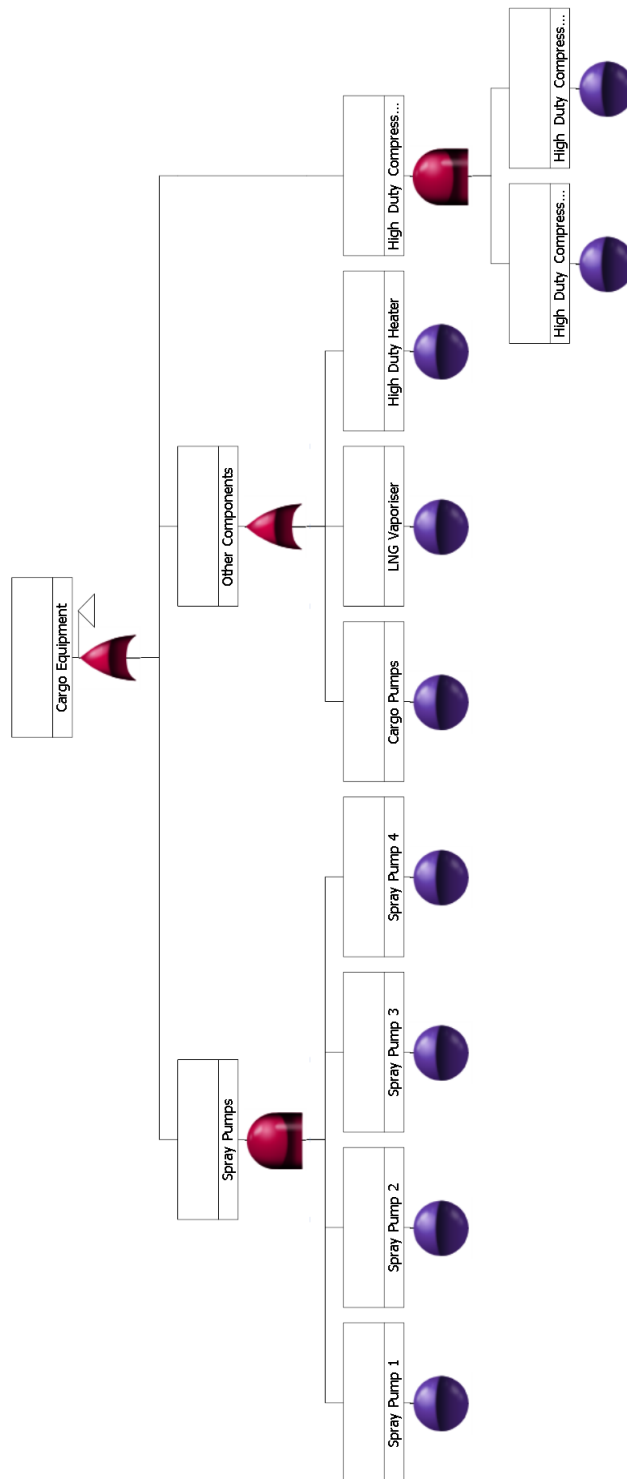 Cargo Equipment
Spray Pumps
Other Components
Spray Pump 1
Spray Pump 2
Spray Pump 3
Spray Pump 4
Cargo Pumps
LNG Vaporiser
High Duty Heater
High Duty Compress...
High Duty Compress...
High Duty Compress...